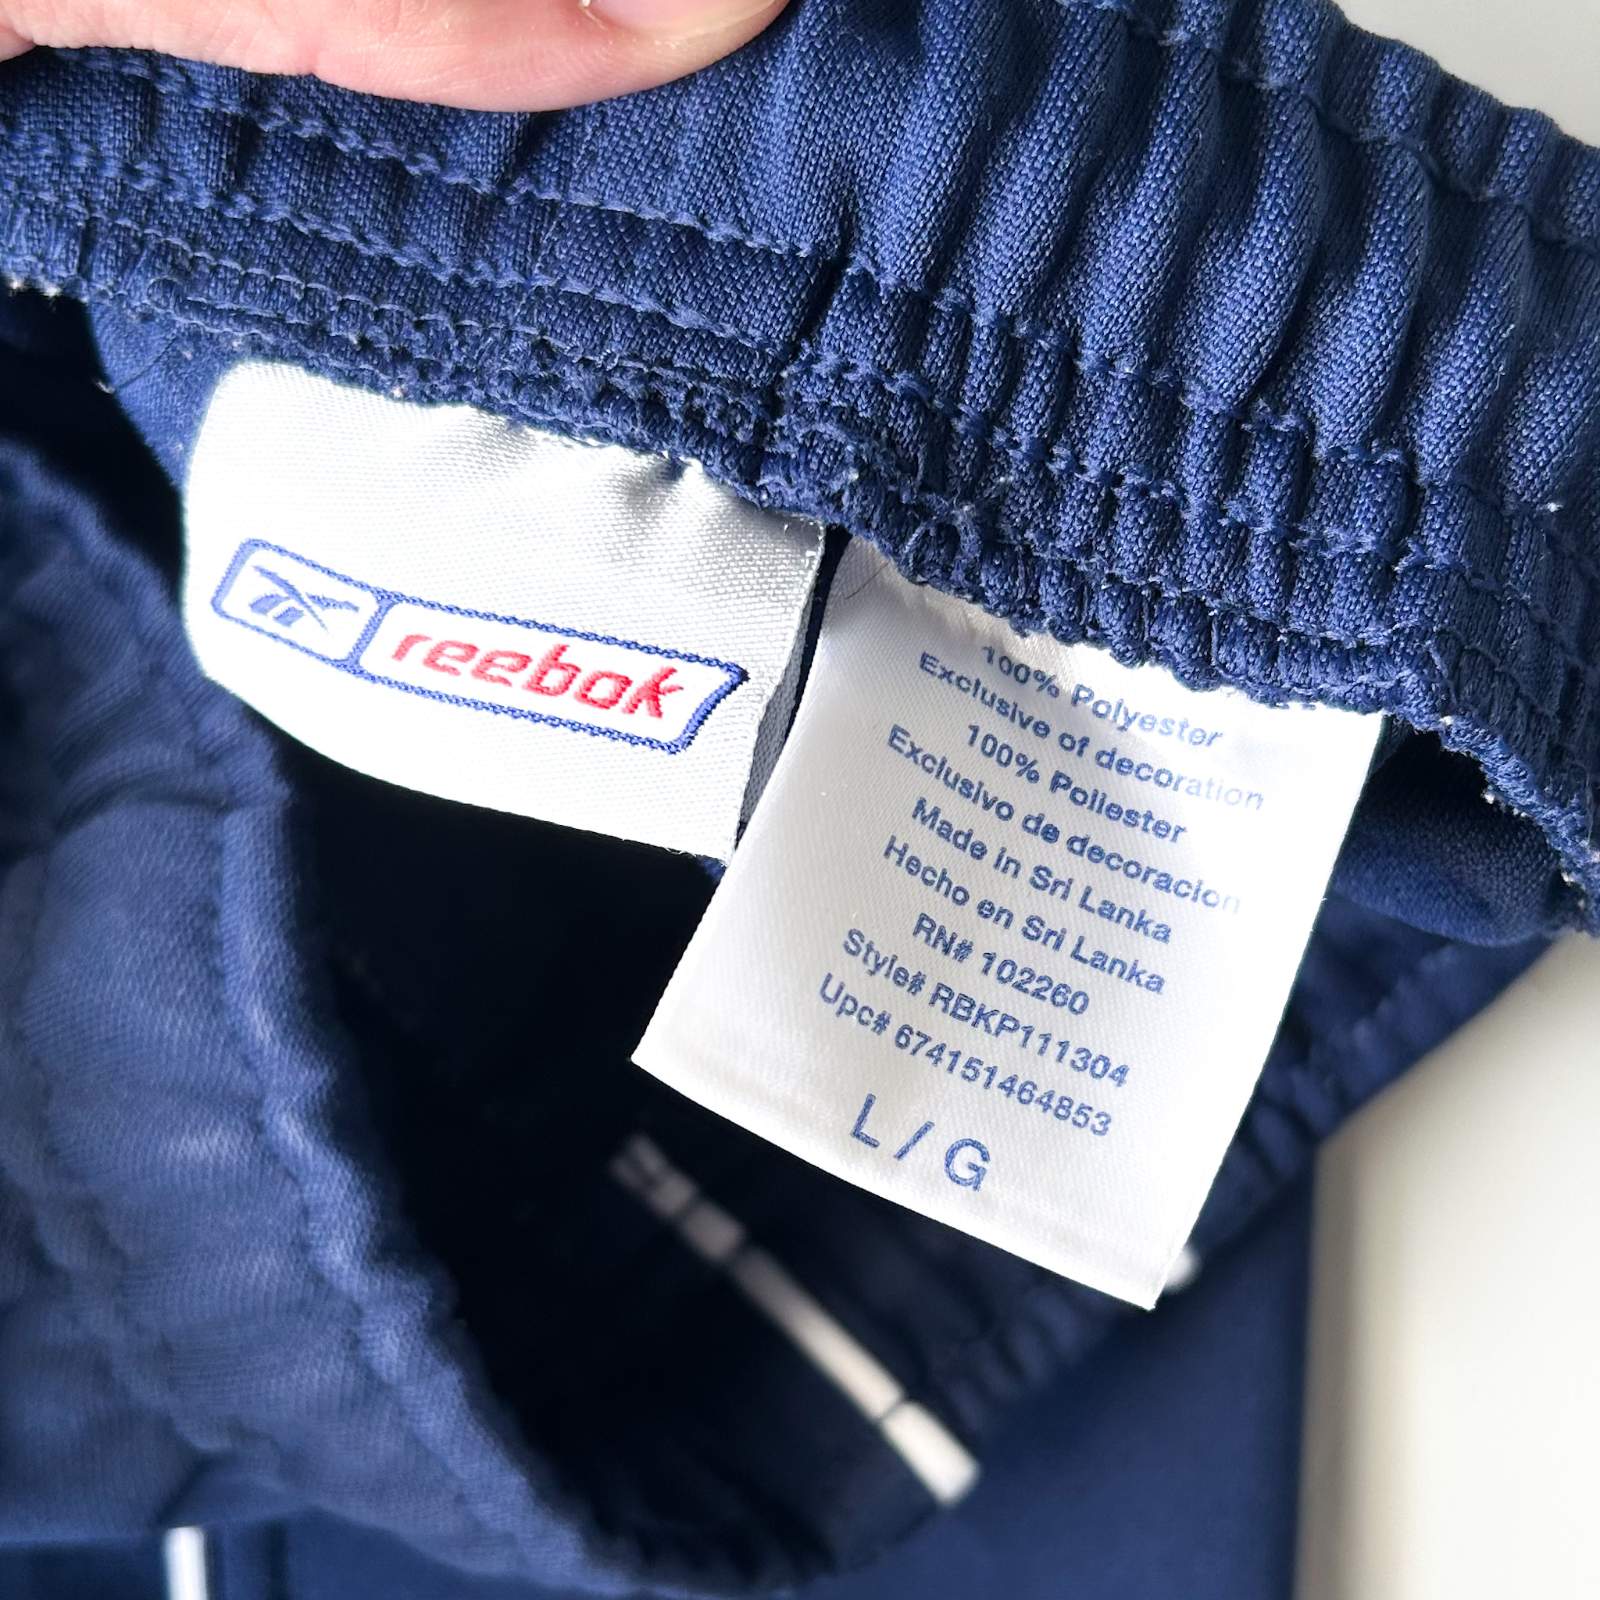 reebok
100% Polyester
Exclusive of decoration
100% Poliester
Exclusivo de decoracion
Made in Sri Lanka
Hecho en Sri Lanka
RN# 102260
Style# RBKP111304
Upc# 674151464853
L / G